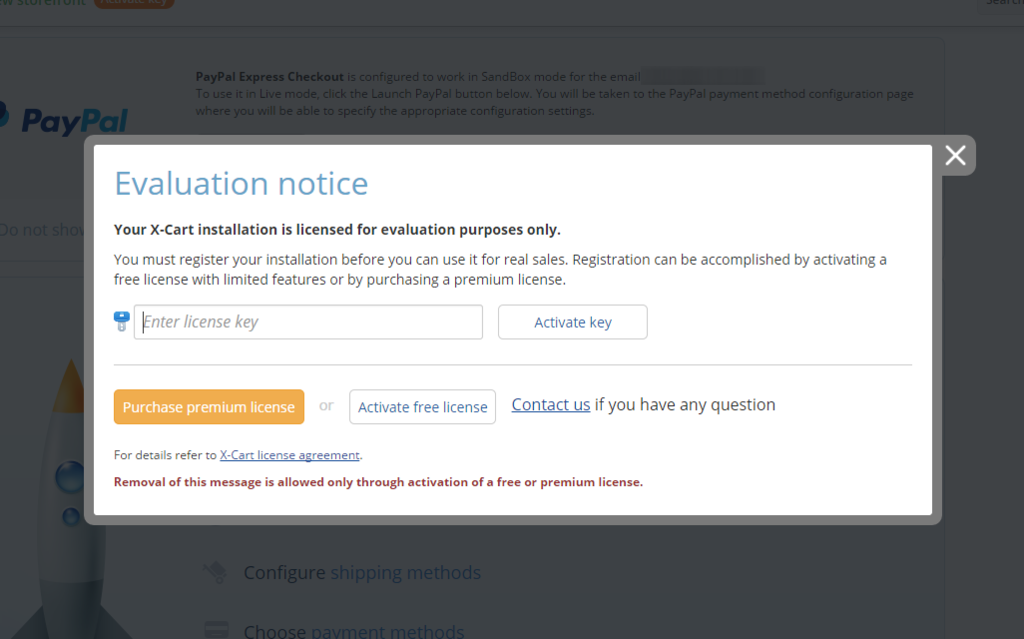 PayPal Express Checkout is configured to work in SandBox mode for the email
To use it in Live mode, click the Launch PayPal button below. You will be taken to the PayPal payment method configuration page
where you will be able to specify the appropriate configuration settings.
PayPal
Do not show
Evaluation notice
Your X-Cart installation is licensed for evaluation purposes only.
You must register your installation before you can use it for real sales. Registration can be accomplished by activating a
free license with limited features or by purchasing a premium license.
Enter license key Activate key
Purchase premium license or Activate free license Contact us if you have any question
For details refer to X-Cart license agreement.
Removal of this message is allowed only through activation of a free or premium license.
Configure shipping methods
Choose payment methods